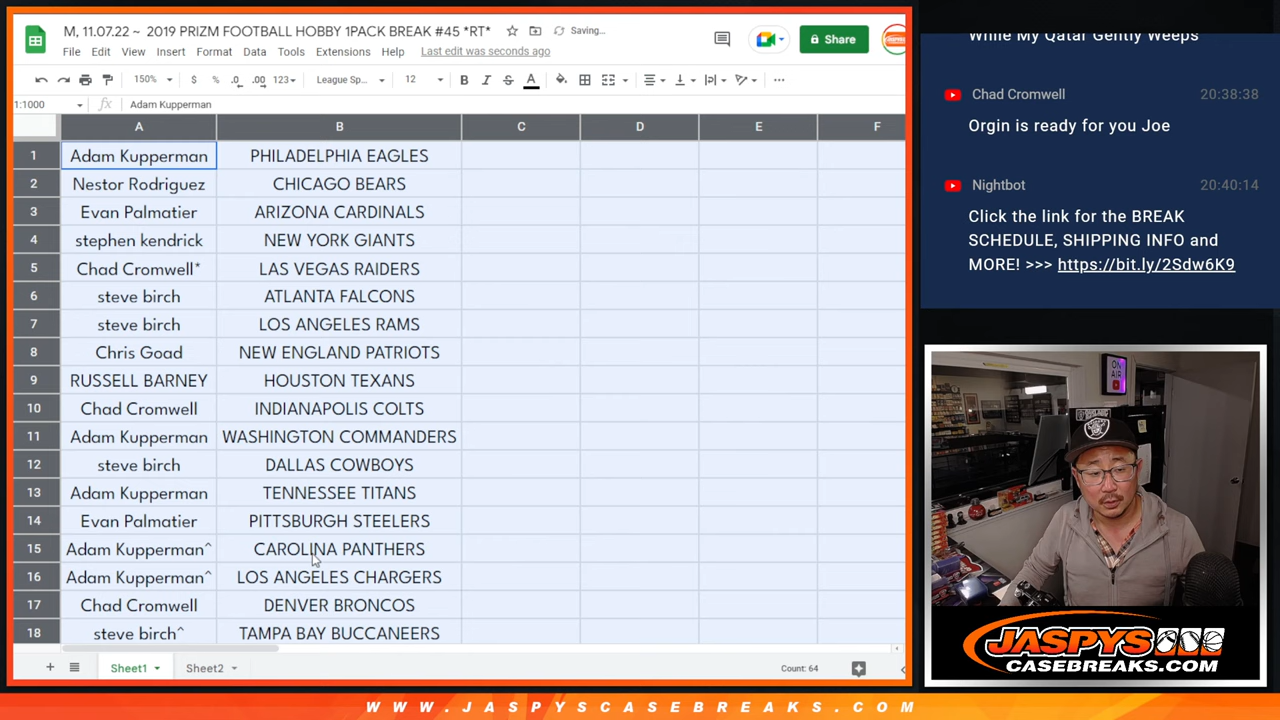 M, 11.07.22 ~ 2019 PRIZM FOOTBALL HOBBY 1PACK BREAK #45 *RT*
Saving...
File Edit View Insert Format Data Tools Extensions Help Last edit was seconds ago
Share
150% $ % .0 .00 123 League Sp... 12 B I S A
1:1000 fx Adam Kupperman
A B C D E F
1 Adam Kupperman PHILADELPHIA EAGLES
2 Nestor Rodriguez CHICAGO BEARS
3 Evan Palmatier ARIZONA CARDINALS
4 stephen kendrick NEW YORK GIANTS
5 Chad Cromwell* LAS VEGAS RAIDERS
6 steve birch ATLANTA FALCONS
7 steve birch LOS ANGELES RAMS
8 Chris Goad NEW ENGLAND PATRIOTS
9 RUSSELL BARNEY HOUSTON TEXANS
10 Chad Cromwell INDIANAPOLIS COLTS
11 Adam Kupperman WASHINGTON COMMANDERS
12 steve birch DALLAS COWBOYS
13 Adam Kupperman TENNESSEE TITANS
14 Evan Palmatier PITTSBURGH STEELERS
15 Adam Kupperman^ CAROLINA PANTHERS
16 Adam Kupperman^ LOS ANGELES CHARGERS
17 Chad Cromwell DENVER BRONCOS
18 steve birch^ TAMPA BAY BUCCANEERS
Sheet1 Sheet2 Count: 64
While My Qatar Gently Weeps
Chad Cromwell 20:38:38
Orgin is ready for you Joe
Nightbot 20:40:14
Click the link for the BREAK
SCHEDULE, SHIPPING INFO and
MORE! >>> https://bit.ly/2Sdw6K9
ON
AIR
RAIDERS
JASPYS
CASEBREAKS.COM
WWW.JASPYSCASEBREAKS.COM